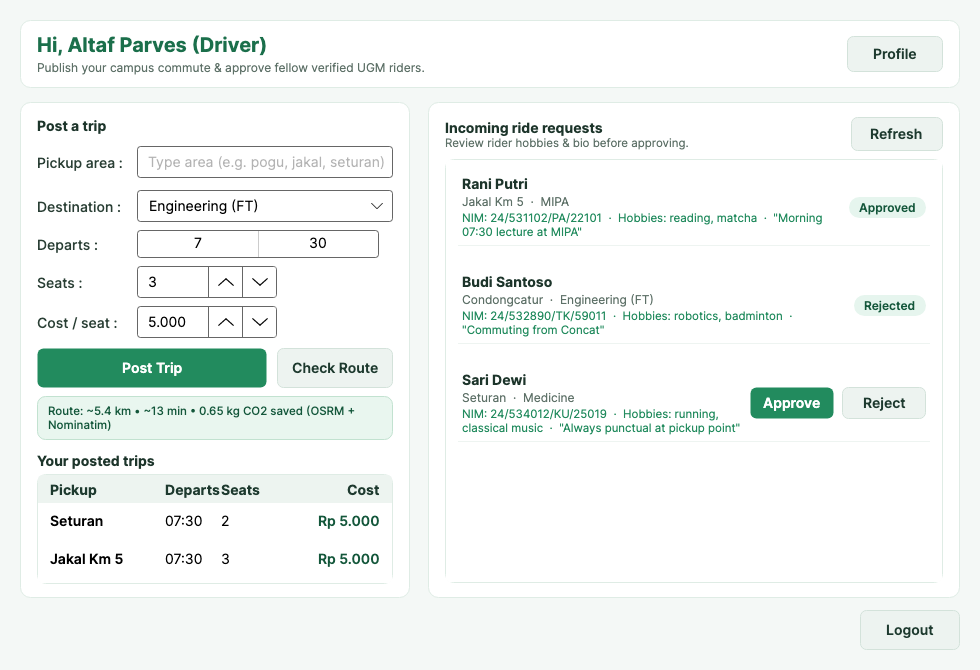 Hi, Altaf Parves (Driver)
Publish your campus commute & approve fellow verified UGM riders.
Profile
Post a trip
Pickup area :
Type area (e.g. pogu, jakal, seturan)
Destination :
Engineering (FT)
Departs :
7
30
Seats :
3
Cost / seat :
5.000
Post Trip
Check Route
Route: ~5.4 km • ~13 min • 0.65 kg CO2 saved (OSRM +
Nominatim)
Your posted trips
Pickup Departs Seats Cost
Seturan 07:30 2 Rp 5.000
Jakal Km 5 07:30 3 Rp 5.000
Incoming ride requests
Review rider hobbies & bio before approving.
Refresh
Rani Putri
Jakal Km 5 · MIPA
NIM: 24/531102/PA/22101 · Hobbies: reading, matcha · "Morning
07:30 lecture at MIPA"
Approved
Budi Santoso
Condongcatur · Engineering (FT)
NIM: 24/532890/TK/59011 · Hobbies: robotics, badminton ·
"Commuting from Concat"
Rejected
Sari Dewi
Seturan · Medicine
NIM: 24/534012/KU/25019 · Hobbies: running,
classical music · "Always punctual at pickup point"
Approve
Reject
Logout